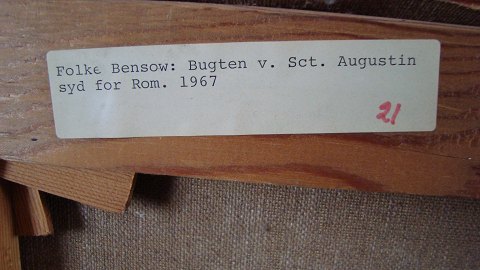 Folke Bensow: Bugten v. Sct. Augustin
syd for Rom. 1967
21